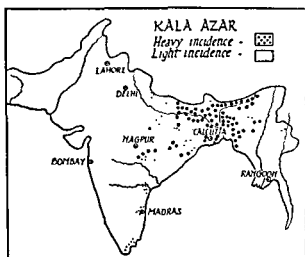 KALA AZAR
Heavy incidence -
Light incidence -
LAHORE
DELHI
CALCUTTA
NAGPUR
BOMBAY
RANGOON
MADRAS